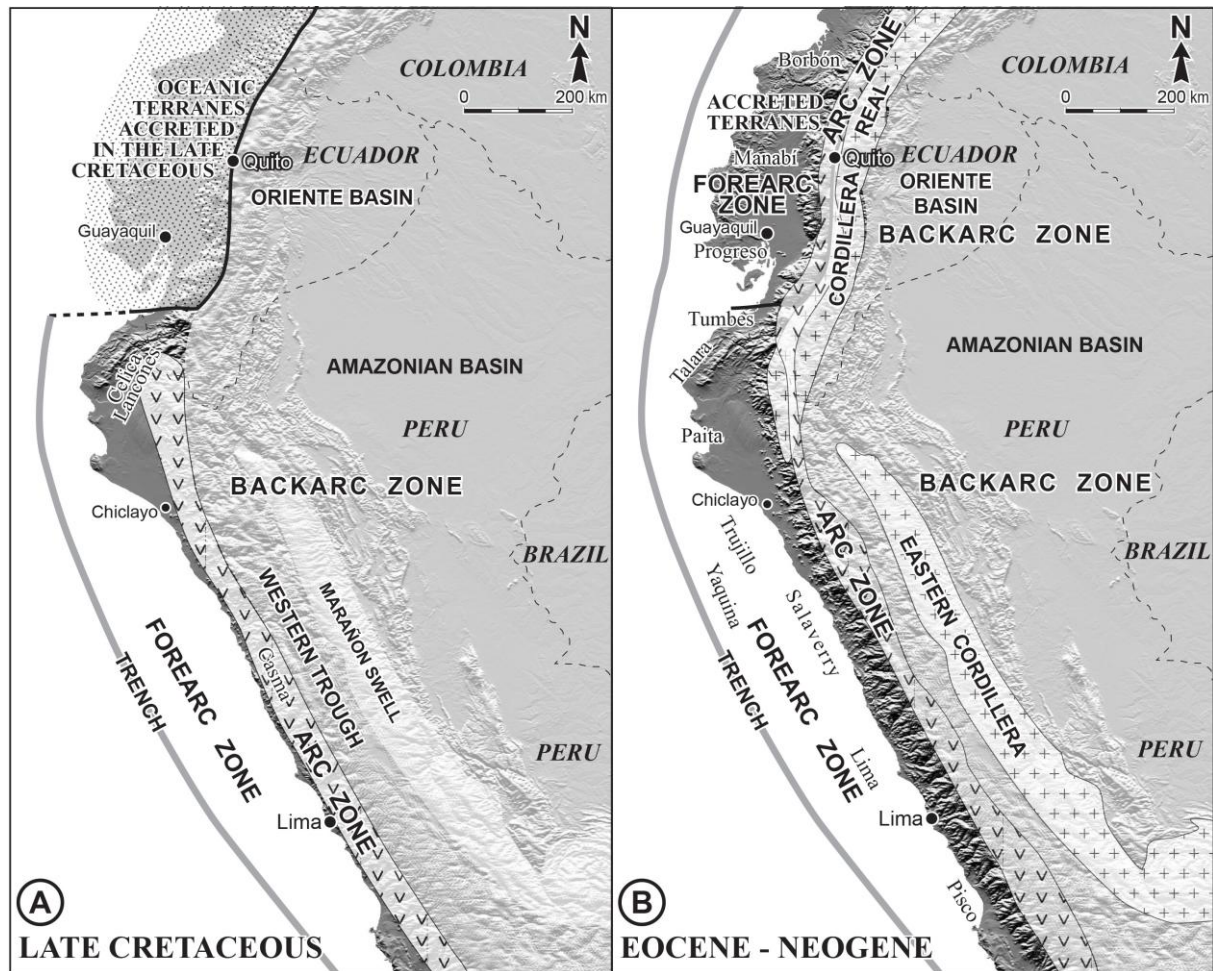 N
COLOMBIA
0 200 km
OCEANIC
TERRANES
ACCRETED
IN THE LATE
CRETACEOUS
Quito
ECUADOR
ORIENTE BASIN
Guayaquil
Celica
Lancones
AMAZONIAN BASIN
PERU
BACKARC ZONE
Chiclayo
BRAZIL
WESTERN TROUGH
MARAÑON SWELL
Casma
FOREARC ZONE
TRENCH
ARC ZONE
PERU
Lima
A
LATE CRETACEOUS
N
Borbón
COLOMBIA
0 200 km
ACCRETED
TERRANES
ARC ZONE
CORDILLERA REAL
Manabí
Quito
ECUADOR
FOREARC
ZONE
ORIENTE
BASIN
Guayaquil
BACKARC ZONE
Progreso
Tumbes
Talara
AMAZONIAN BASIN
PERU
Paita
BACKARC ZONE
Chiclayo
Trujillo
ARC ZONE
BRAZIL
Yaquina
Salaverry
EASTERN CORDILLERA
FOREARC ZONE
TRENCH
Lima
PERU
Lima
Pisco
B
EOCENE - NEOGENE